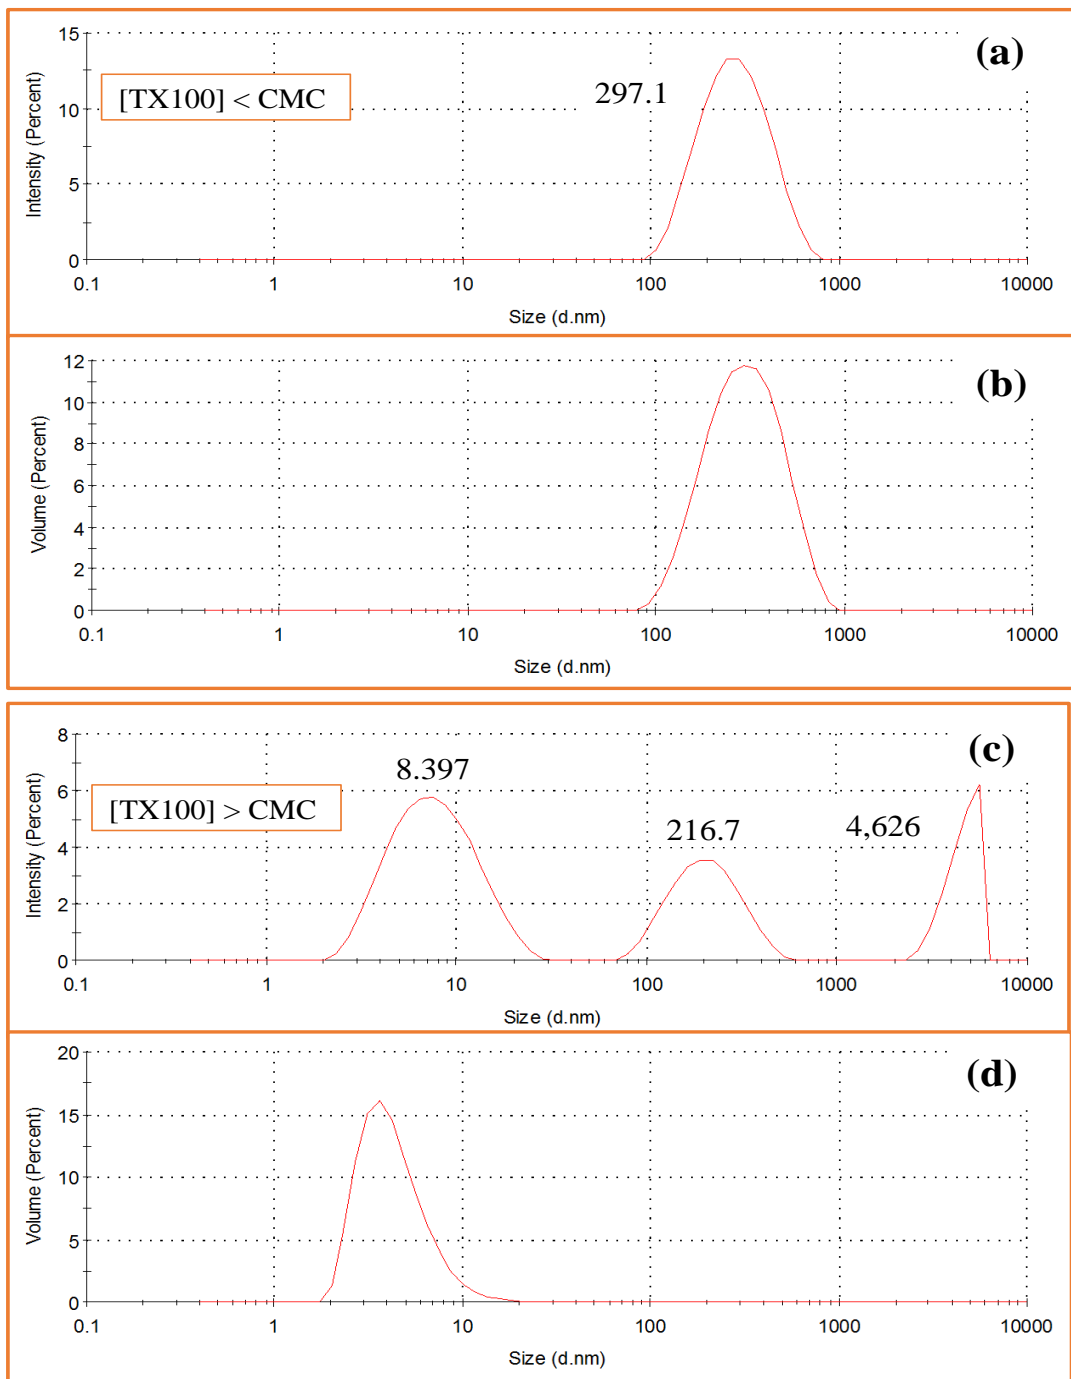 (a)
[TX100] < CMC
297.1
Intensity (Percent)
15
10
5
0
0.1 1 10 100 1000 10000
Size (d.nm)
(b)
Volume (Percent)
12
10
8
6
4
2
0
0.1 1 10 100 1000 10000
Size (d.nm)
(c)
[TX100] > CMC
8.397
216.7
4,626
Intensity (Percent)
8
6
4
2
0
0.1 1 10 100 1000 10000
Size (d.nm)
(d)
Volume (Percent)
20
15
10
5
0
0.1 1 10 100 1000 10000
Size (d.nm)